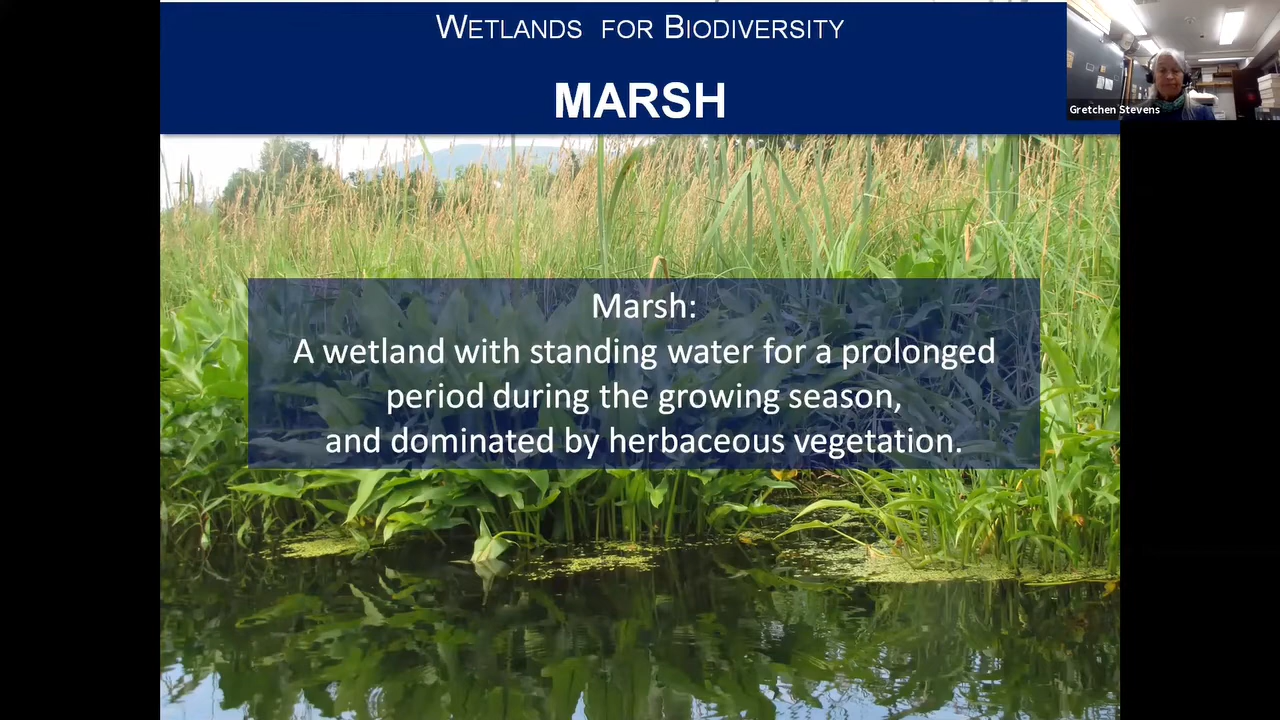 WETLANDS FOR BIODIVERSITY
MARSH
Gretchen Stevens
Marsh:
A wetland with standing water for a prolonged
period during the growing season,
and dominated by herbaceous vegetation.